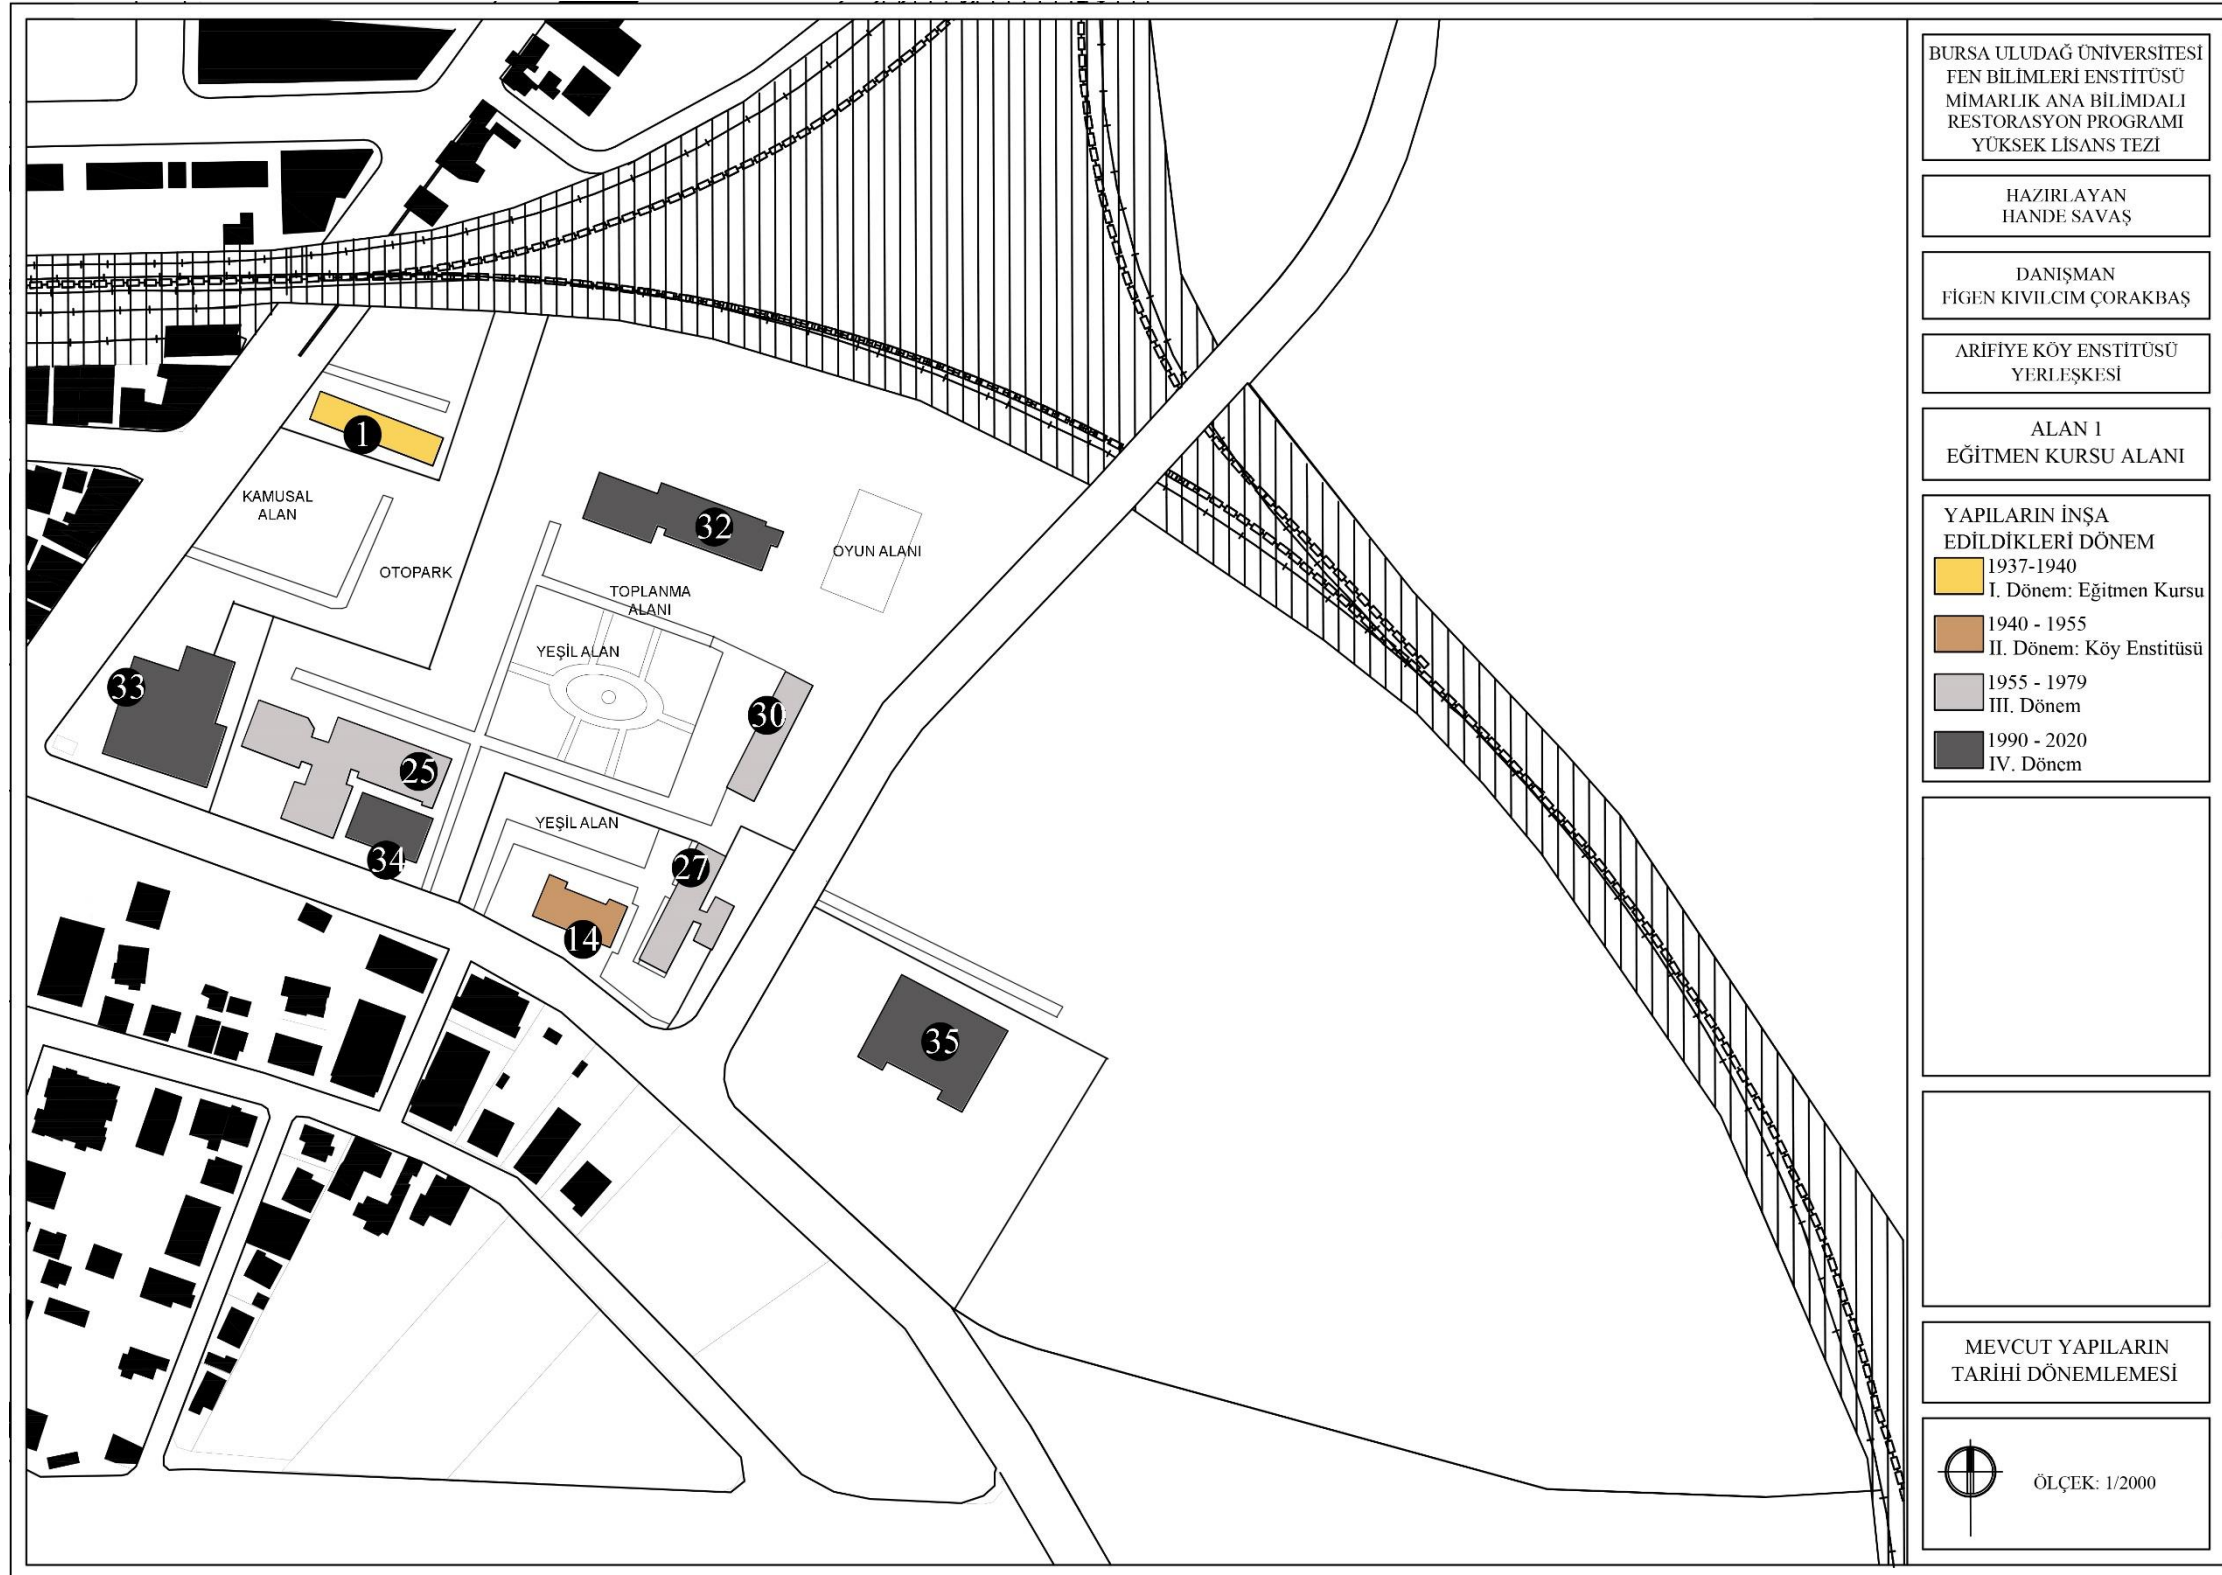 BURSA ULUDAĞ ÜNİVERSİTESİ
FEN BİLİMLERİ ENSTİTÜSÜ
MİMARLIK ANA BİLİMDALI
RESTORASYON PROGRAMI
YÜKSEK LİSANS TEZİ
HAZIRLAYAN
HANDE SAVAŞ
DANIŞMAN
FİGEN KIVILCIM ÇORAKBAŞ
ARİFİYE KÖY ENSTİTÜSÜ
YERLEŞKESİ
ALAN 1
EĞİTMEN KURSU ALANI
YAPILARIN İNŞA
EDİLDİKLERİ DÖNEM
1937-1940
I. Dönem: Eğitmen Kursu
1940 - 1955
II. Dönem: Köy Enstitüsü
1955 - 1979
III. Dönem
1990 - 2020
IV. Dönem
MEVCUT YAPILARIN
TARİHİ DÖNEMLEMESİ
ÖLÇEK: 1/2000
1
KAMUSAL
ALAN
32
OYUN ALANI
OTOPARK
TOPLANMA
ALANI
YEŞİL ALAN
33
30
25
YEŞİL ALAN
34
27
14
35